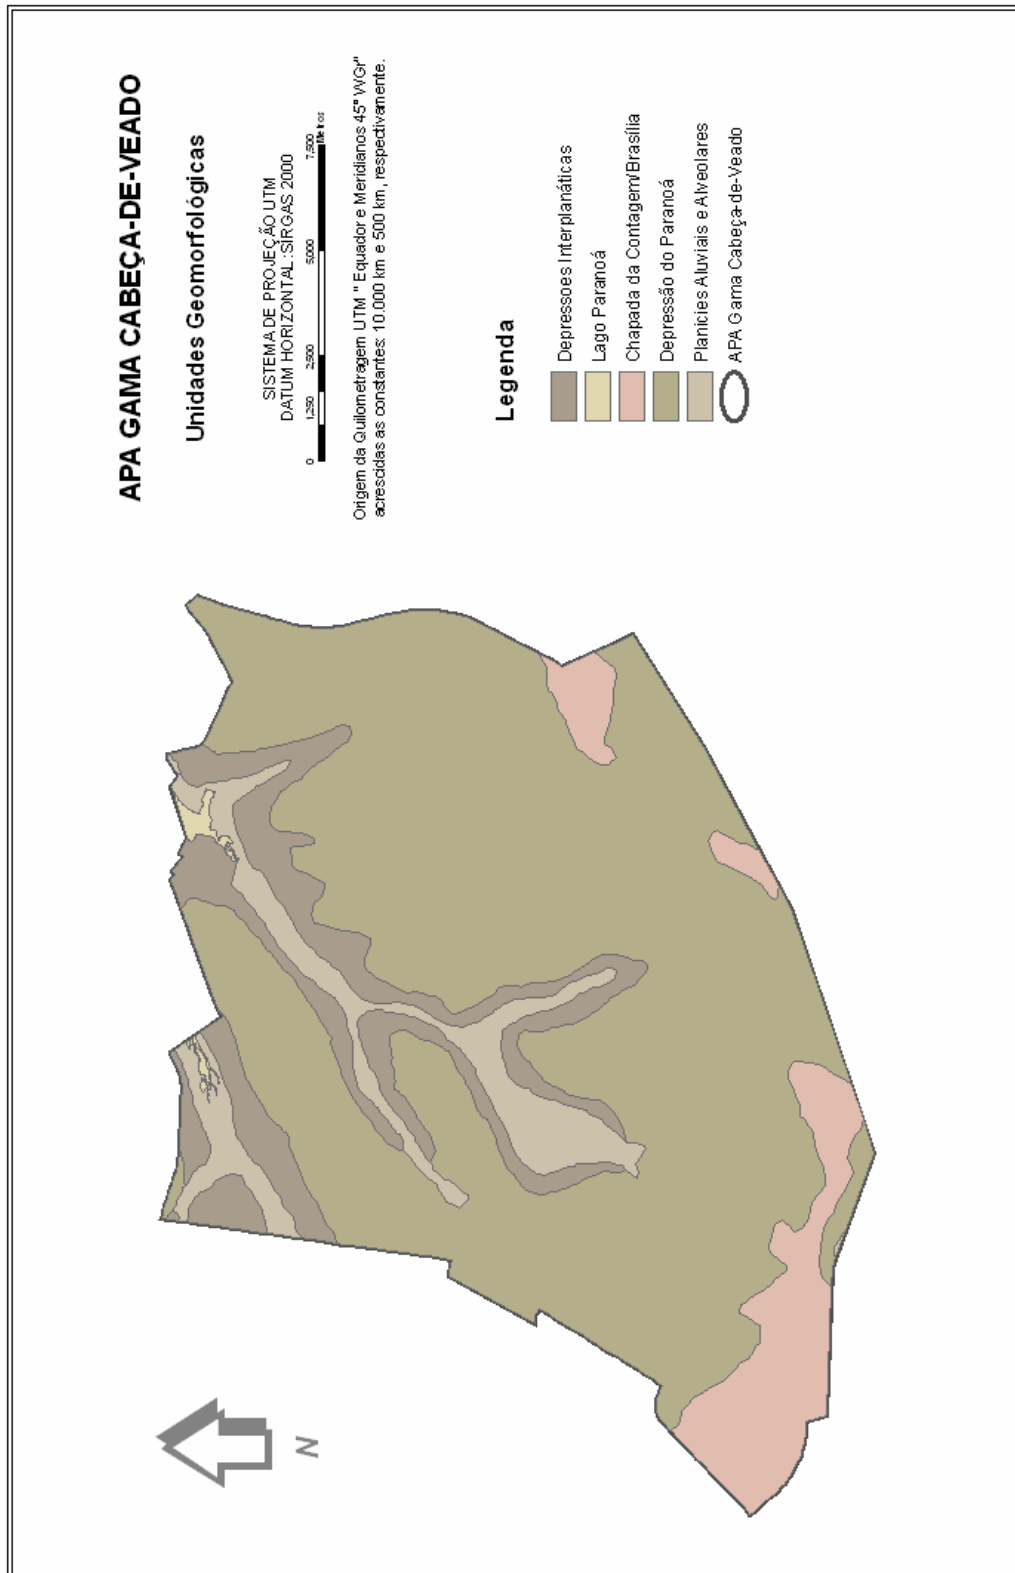 APA GAMA CABEÇA-DE-VEADO
Unidades Geomorfológicas
SISTEMA DE PROJEÇÃO UTM
DATUM HORIZONTAL :SIRGAS 2000
0 1,250 2,500 5,000 7,500
Metros
Origem da Quilometragem UTM " Equador e Meridianos 45° WGr"
acrescidas as constantes: 10.000 km e 500 km, respectivamente.
Legenda
Depressoes Interplanáticas
Lago Paranoá
Chapada da Contagem/Brasília
Depressão do Paranoá
Planicies Aluviais e Alveolares
APA Gama Cabeça-de-Veado
N